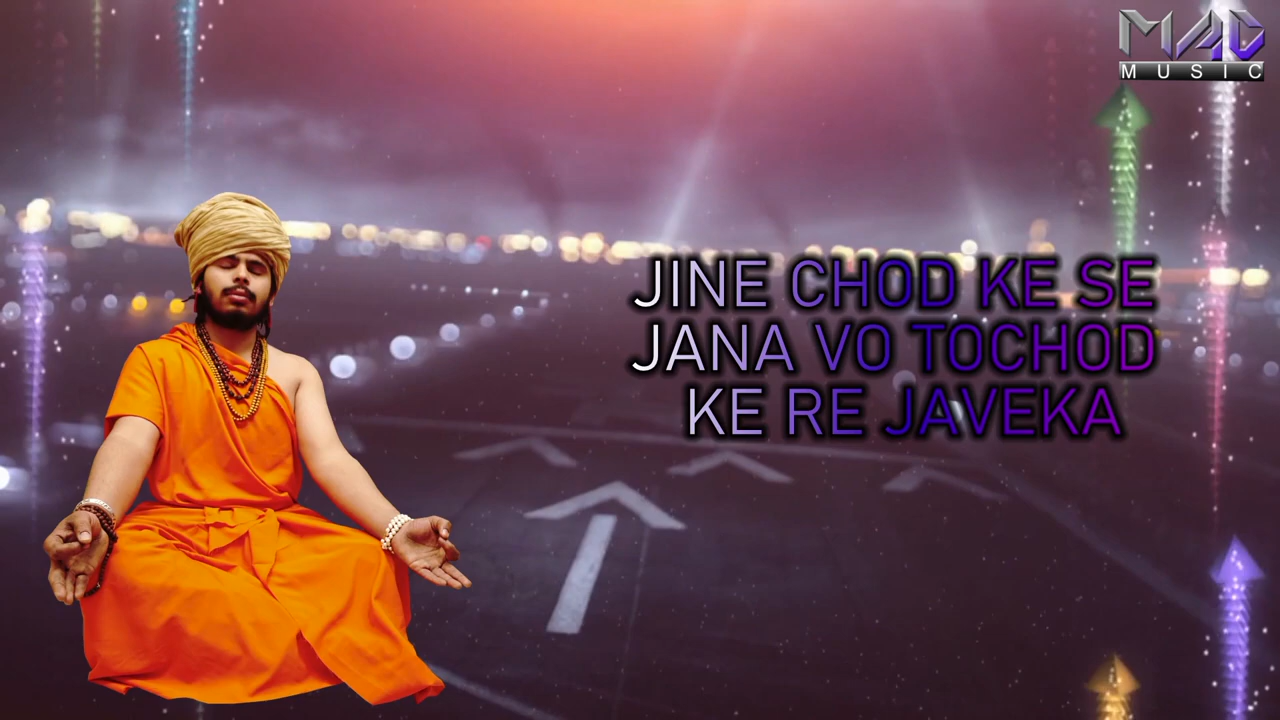 MAD
MUSIC
JINE CHOD KE SE
JANA VO TOCHOD
KE RE JAVEKA